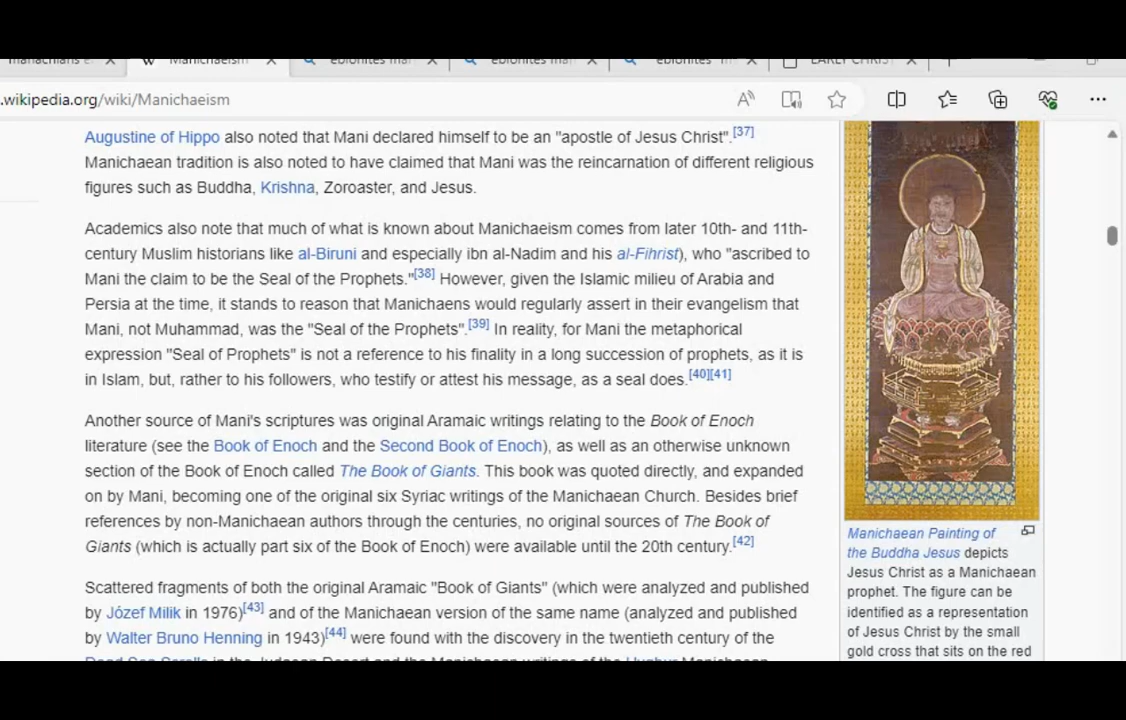 Manichaeism
EARLY CHRIS
.wikipedia.org/wiki/Manichaeism
Augustine of Hippo also noted that Mani declared himself to be an "apostle of Jesus Christ".[37]
Manichaean tradition is also noted to have claimed that Mani was the reincarnation of different religious
figures such as Buddha, Krishna, Zoroaster, and Jesus.
Academics also note that much of what is known about Manichaeism comes from later 10th- and 11th-
century Muslim historians like al-Biruni and especially ibn al-Nadim and his al-Fihrist), who "ascribed to
Mani the claim to be the Seal of the Prophets."[38] However, given the Islamic milieu of Arabia and
Persia at the time, it stands to reason that Manichaens would regularly assert in their evangelism that
Mani, not Muhammad, was the "Seal of the Prophets".[39] In reality, for Mani the metaphorical
expression "Seal of Prophets" is not a reference to his finality in a long succession of prophets, as it is
in Islam, but, rather to his followers, who testify or attest his message, as a seal does.[40][41]
Another source of Mani's scriptures was original Aramaic writings relating to the Book of Enoch
literature (see the Book of Enoch and the Second Book of Enoch), as well as an otherwise unknown
section of the Book of Enoch called The Book of Giants. This book was quoted directly, and expanded
on by Mani, becoming one of the original six Syriac writings of the Manichaean Church. Besides brief
references by non-Manichaean authors through the centuries, no original sources of The Book of
Giants (which is actually part six of the Book of Enoch) were available until the 20th century.[42]
Scattered fragments of both the original Aramaic "Book of Giants" (which were analyzed and published
by Józef Milik in 1976)[43] and of the Manichaean version of the same name (analyzed and published
by Walter Bruno Henning in 1943)[44] were found with the discovery in the twentieth century of the
Manichaean Painting of
the Buddha Jesus depicts
Jesus Christ as a Manichaean
prophet. The figure can be
identified as a representation
of Jesus Christ by the small
gold cross that sits on the red